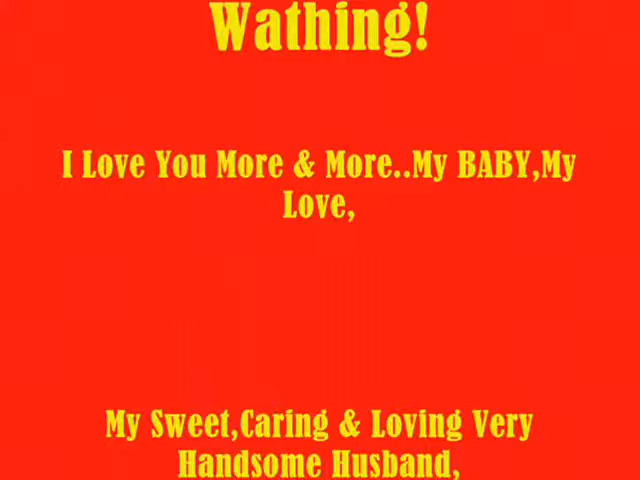 Wathing!
I Love You More & More..My BABY,My
Love,
My Sweet,Caring & Loving Very
Handsome Husband,